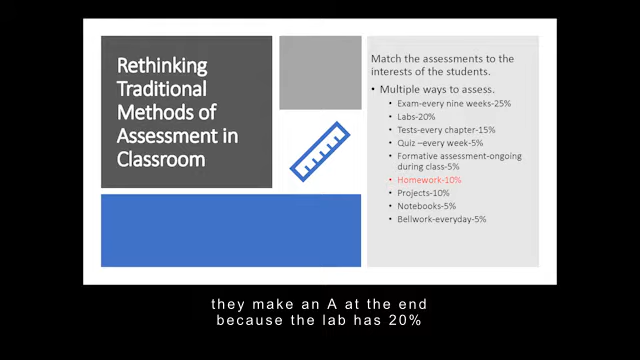 Rethinking
Traditional
Methods of
Assessment in
Classroom
Match the assessments to the
interests of the students.
• Multiple ways to assess.
• Exam-every nine weeks-25%
• Labs-20%
• Tests-every chapter-15%
• Quiz –every week-5%
• Formative assessment-ongoing
during class-5%
• Homework-10%
• Projects-10%
• Notebooks-5%
• Bellwork-everyday-5%
they make an A at the end
because the lab has 20%